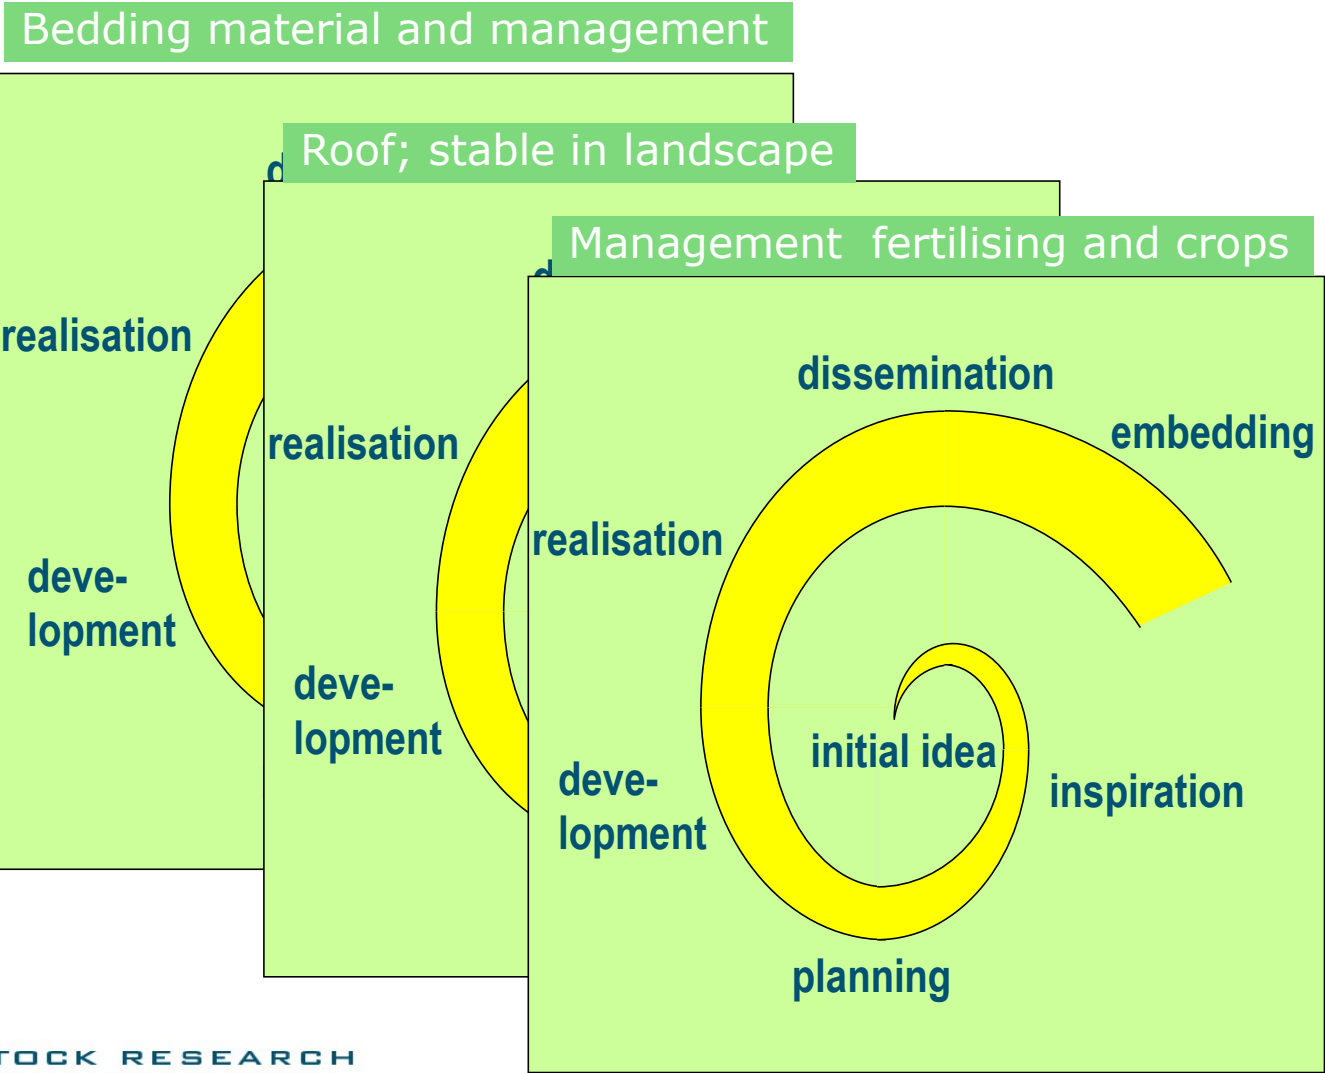 Bedding material and management
realisation
deve-
lopment
Roof; stable in landscape
realisation
deve-
lopment
Management fertilising and crops
dissemination
embedding
realisation
initial idea
inspiration
deve-
lopment
planning
RESEARCH